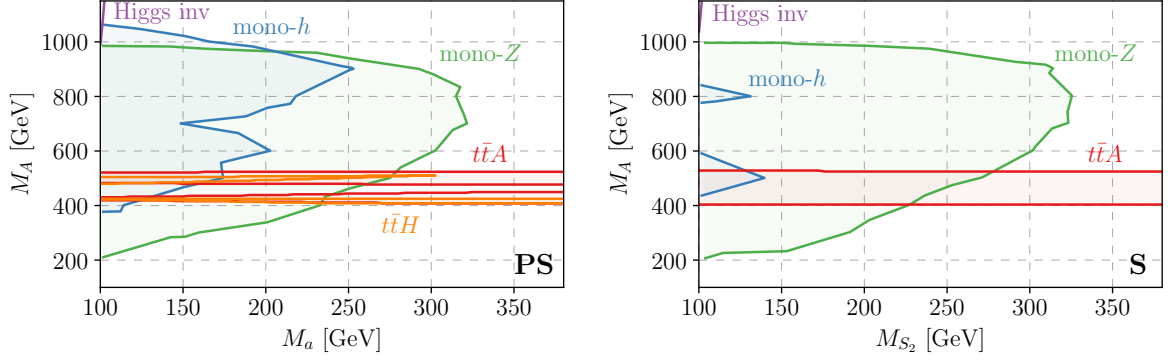 Higgs inv
mono-h
mono-Z
tt̄A
tt̄H
PS
1000
800
600
400
200
100
150
200
250
300
350
M_A [GeV]
M_a [GeV]
Higgs inv
mono-Z
mono-h
tt̄A
S
1000
800
600
400
200
100
150
200
250
300
350
M_A [GeV]
M_{S_2} [GeV]